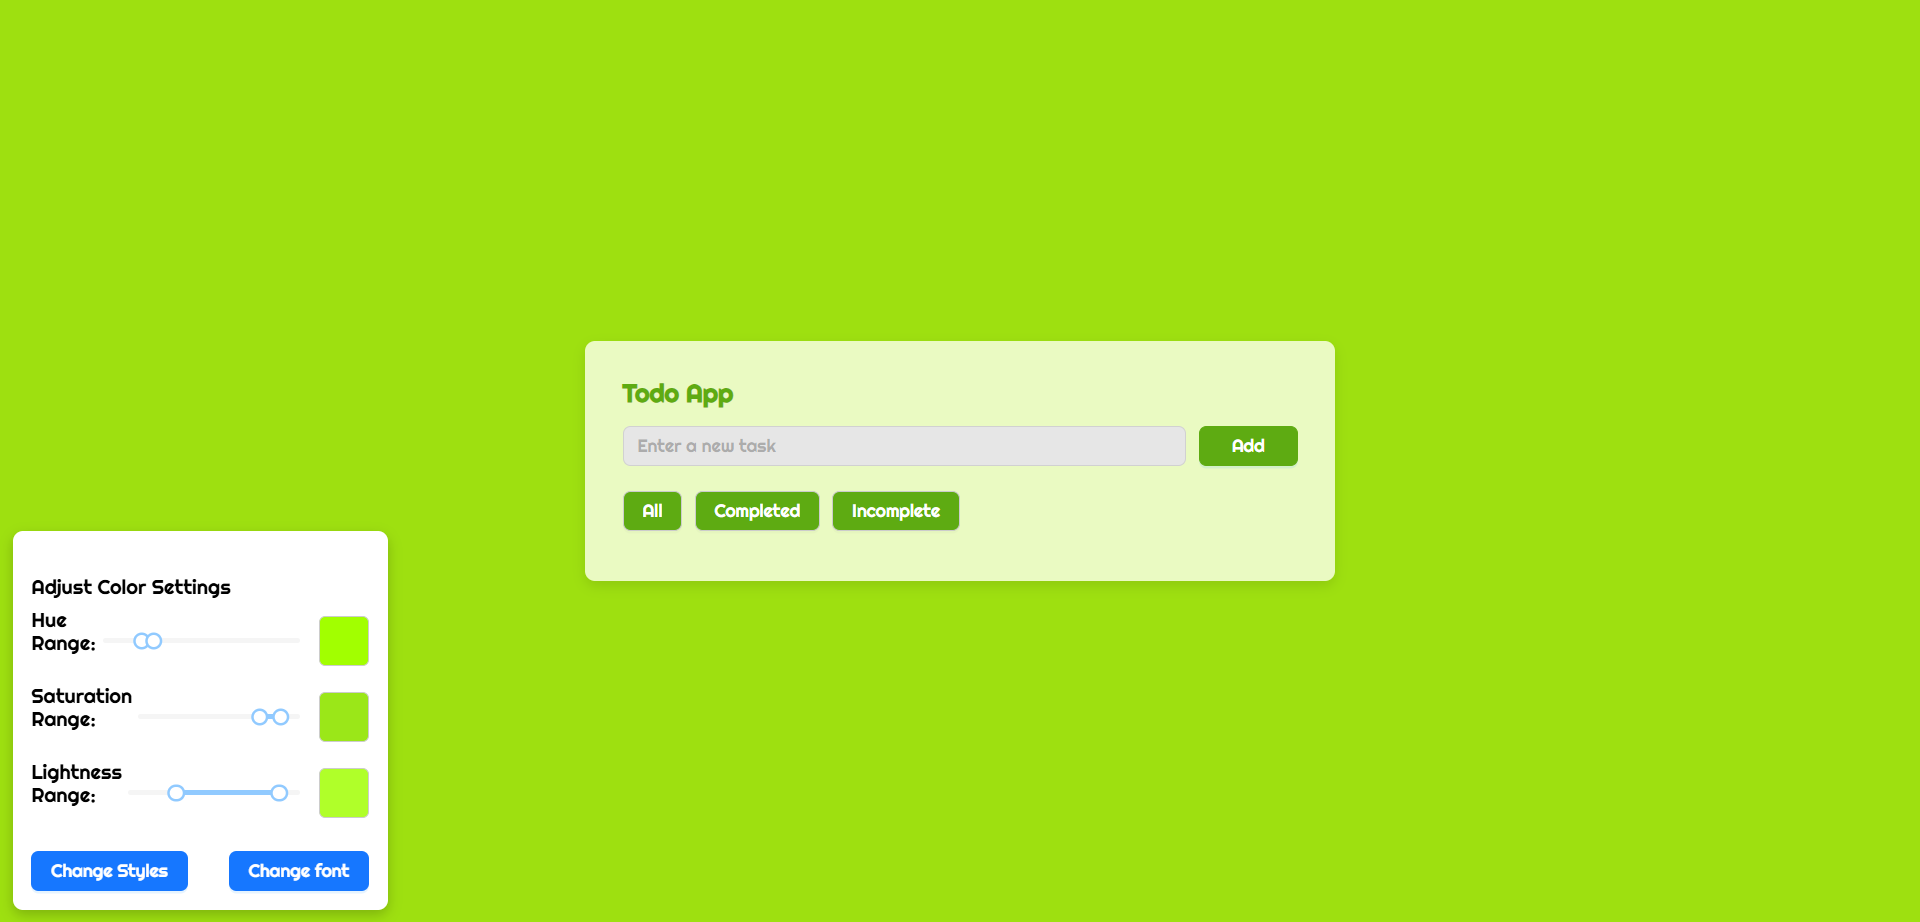 Todo App
Enter a new task
Add
All
Completed
Incomplete
Adjust Color Settings
Hue
Range:
Saturation
Range:
Lightness
Range:
Change Styles
Change font